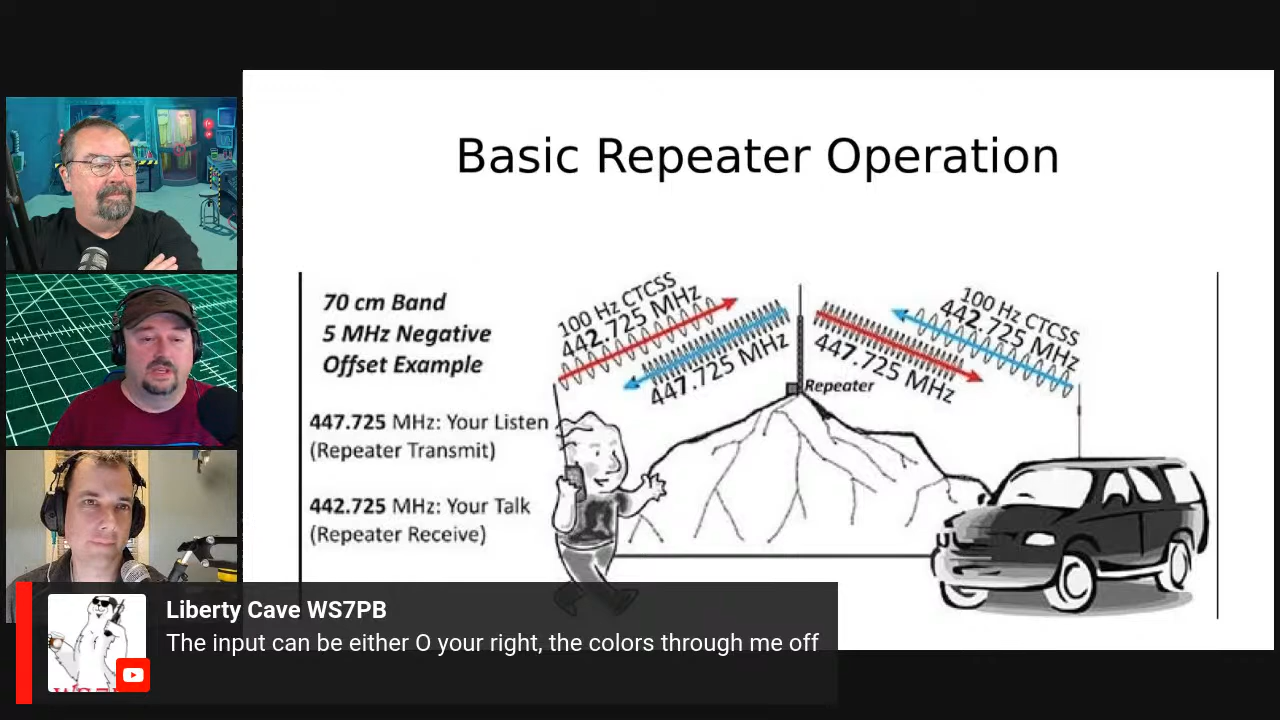 Basic Repeater Operation
70 cm Band
5 MHz Negative
Offset Example
447.725 MHz: Your Listen
(Repeater Transmit)
442.725 MHz: Your Talk
(Repeater Receive)
100 Hz CTCSS
442.725 MHz
447.725 MHz
Repeater
447.725 MHz
100 Hz CTCSS
442.725 MHz
Liberty Cave WS7PB
The input can be either O your right, the colors through me off